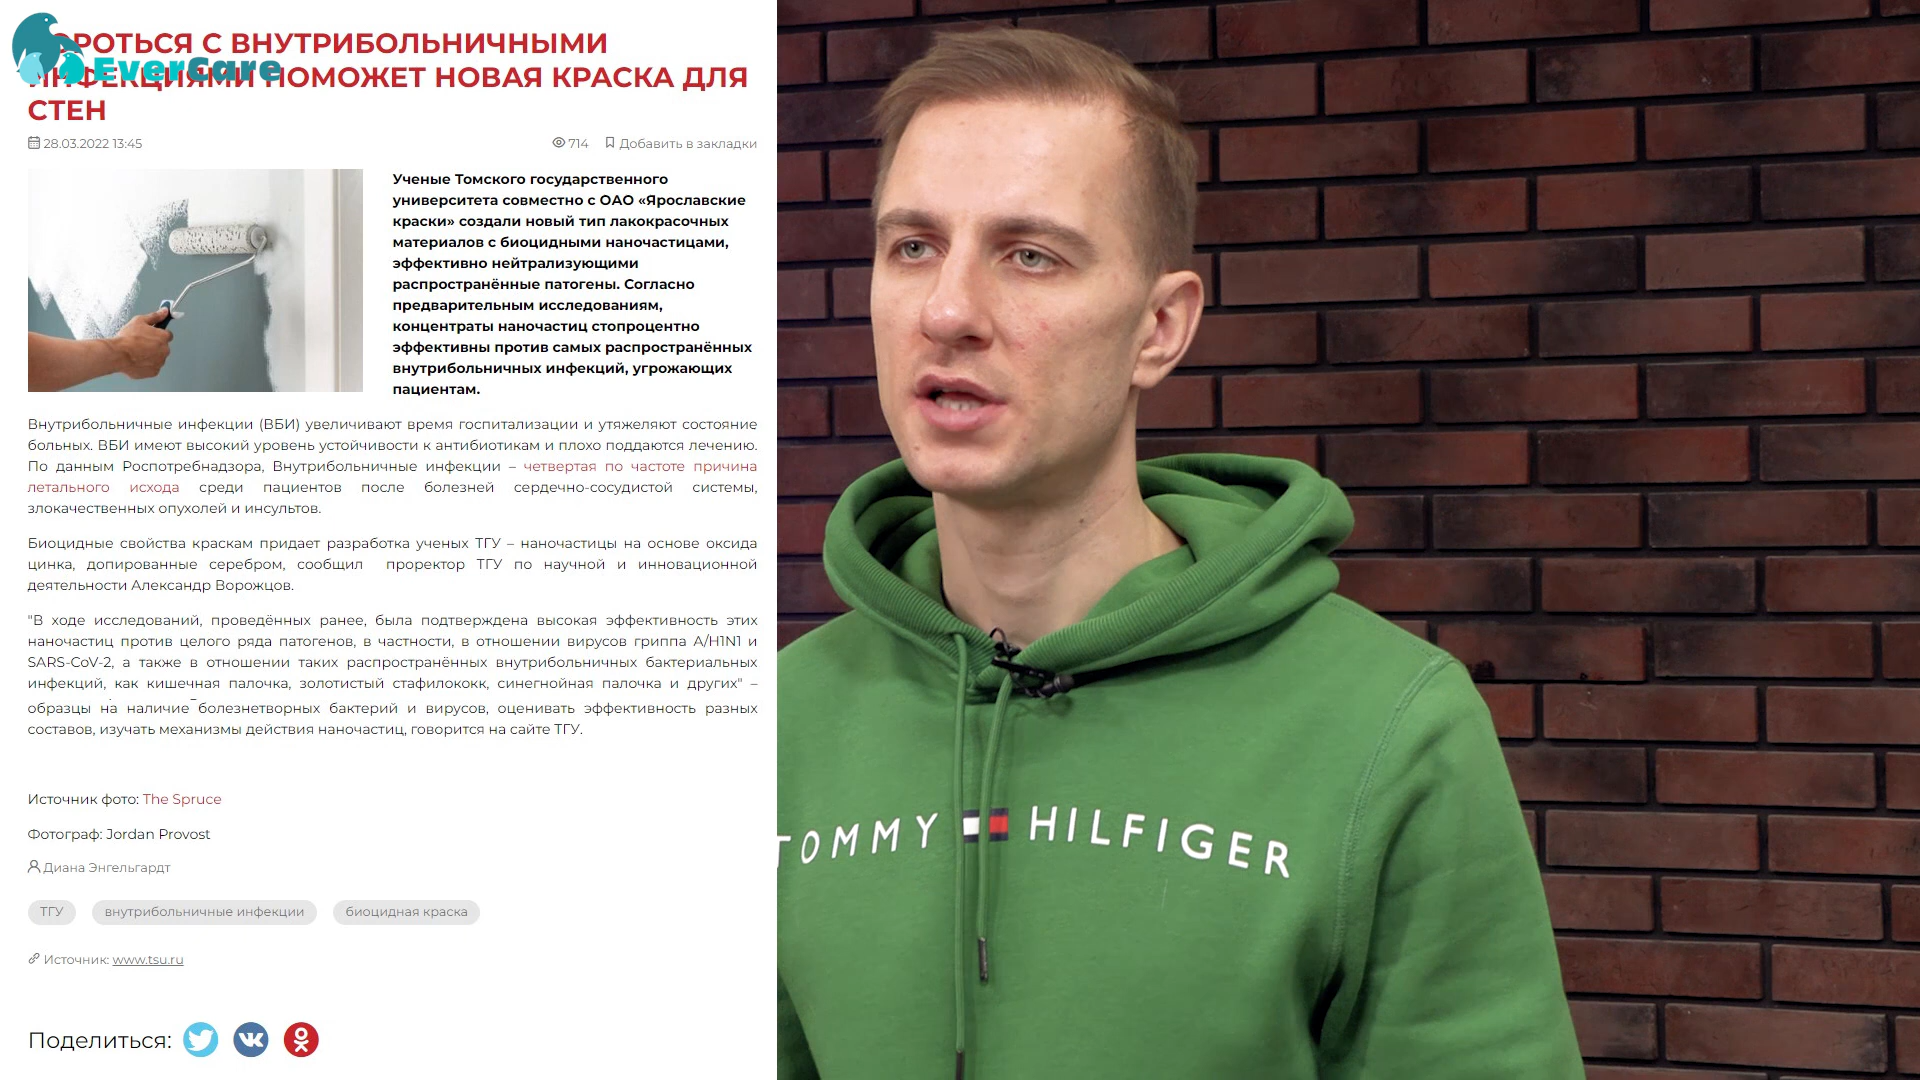 EverCare
БОРОТЬСЯ С ВНУТРИБОЛЬНИЧНЫМИ
ИНФЕКЦИЯМИ ПОМОЖЕТ НОВАЯ КРАСКА ДЛЯ
СТЕН
28.03.2022 13:45
714
Добавить в закладки
Ученые Томского государственного
университета совместно с ОАО «Ярославские
краски» создали новый тип лакокрасочных
материалов с биоцидными наночастицами,
эффективно нейтрализующими
распространённые патогены. Согласно
предварительным исследованиям,
концентраты наночастиц стопроцентно
эффективны против самых распространённых
внутрибольничных инфекций, угрожающих
пациентам.
Внутрибольничные инфекции (ВБИ) увеличивают время госпитализации и утяжеляют состояние
больных. ВБИ имеют высокий уровень устойчивости к антибиотикам и плохо поддаются лечению.
По данным Роспотребнадзора, Внутрибольничные инфекции – четвертая по частоте причина
летального исхода среди пациентов после болезней сердечно-сосудистой системы,
злокачественных опухолей и инсультов.
Биоцидные свойства краскам придает разработка ученых ТГУ – наночастицы на основе оксида
цинка, допированные серебром, сообщил проректор ТГУ по научной и инновационной
деятельности Александр Ворожцов.
"В ходе исследований, проведённых ранее, была подтверждена высокая эффективность этих
наночастиц против целого ряда патогенов, в частности, в отношении вирусов гриппа A/H1N1 и
SARS-CoV-2, а также в отношении таких распространённых внутрибольничных бактериальных
инфекций, как кишечная палочка, золотистый стафилококк, синегнойная палочка и других" –
образцы на наличие болезнетворных бактерий и вирусов, оценивать эффективность разных
составов, изучать механизмы действия наночастиц, говорится на сайте ТГУ.
Источник фото: The Spruce
Фотограф: Jordan Provost
Диана Энгельгардт
ТГУ
внутрибольничные инфекции
биоцидная краска
Источник: www.tsu.ru
Поделиться:
TOMMY HILFIGER